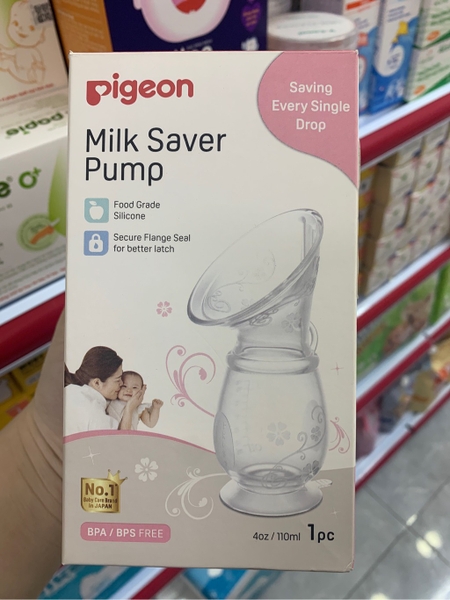 pigeon
Saving
Every Single
Drop
Milk Saver
Pump
Food Grade
Silicone
Secure Flange Seal
for better latch
No.1
Baby Care Brand
in JAPAN
BPA / BPS FREE
4oz / 110ml 1pc
popie